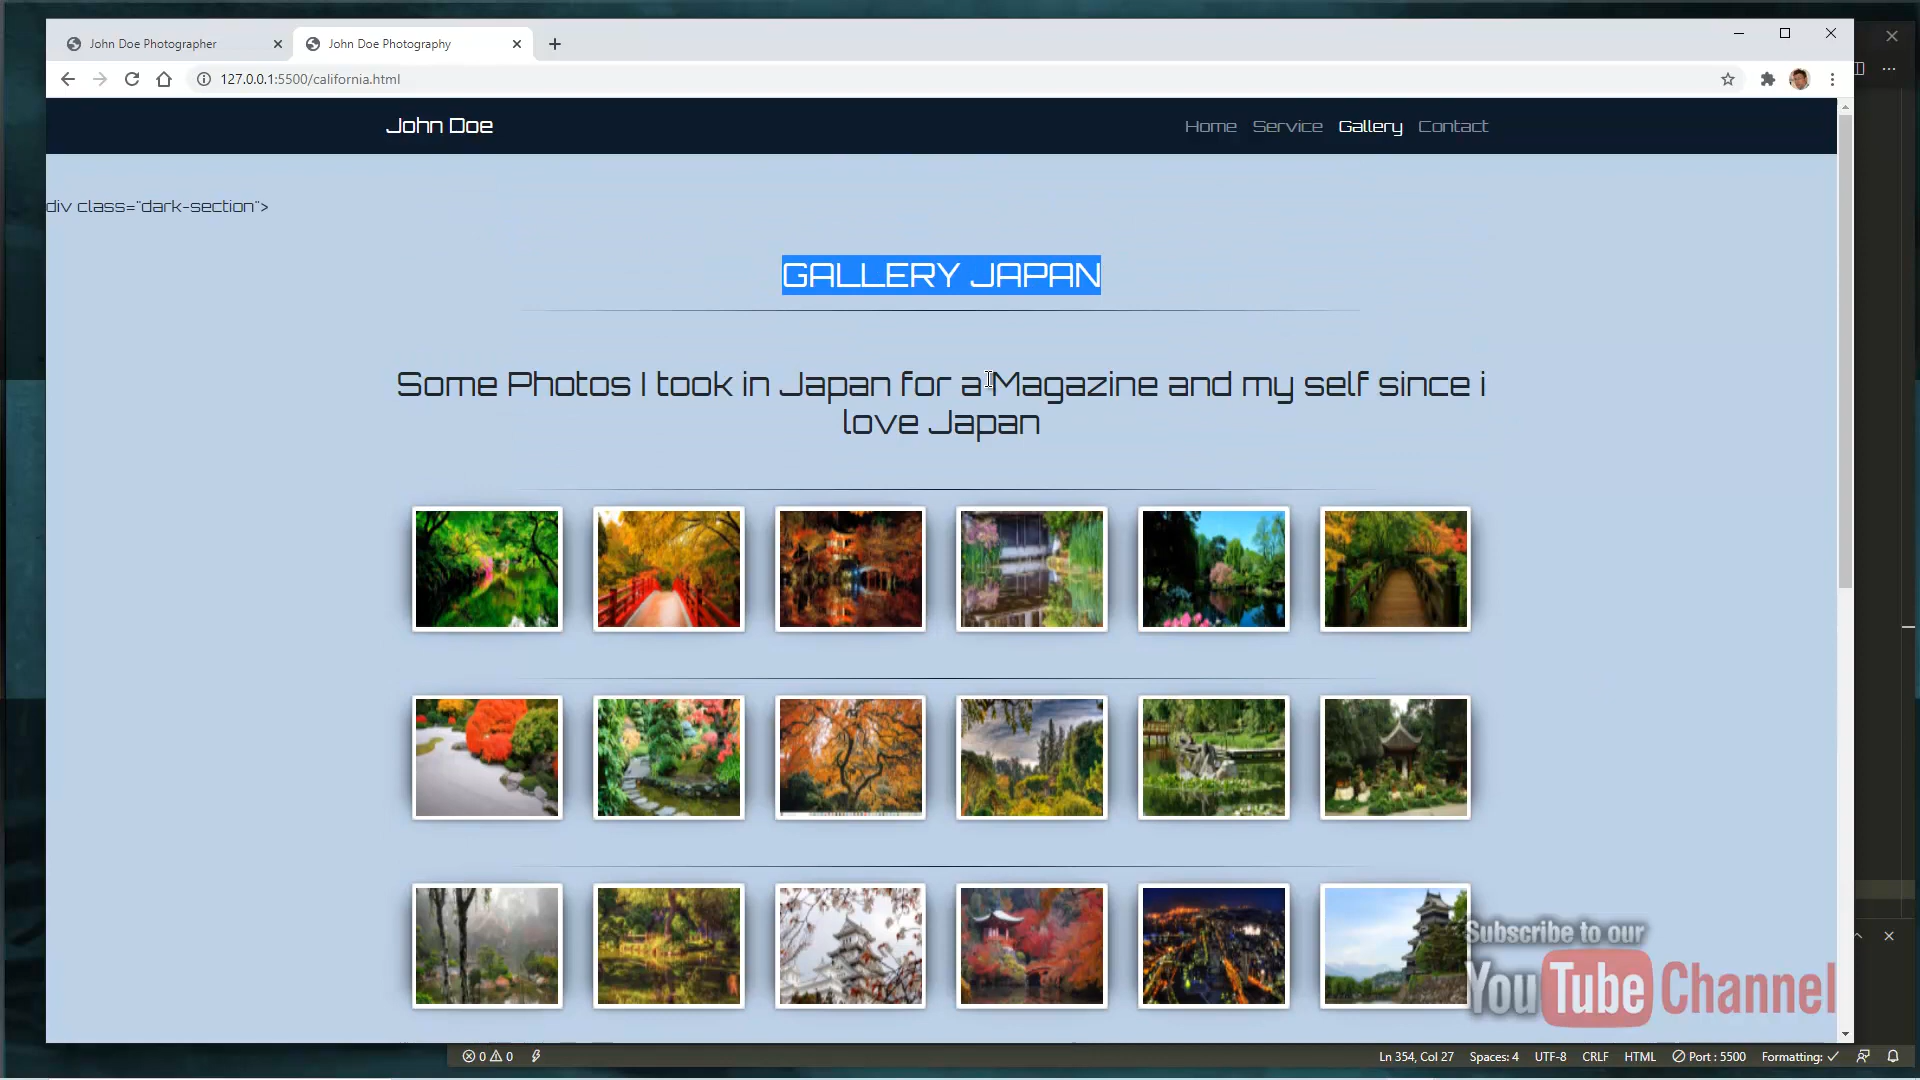 John Doe Photographer
John Doe Photography
127.0.0.1:5500/california.html
John Doe
Home Service Gallery Contact
div class="dark-section">
GALLERY JAPAN
Some Photos I took in Japan for a Magazine and my self since i
love Japan
Subscribe to our
YouTube Channel
0 0
Ln 354, Col 27 Spaces: 4 UTF-8 CRLF HTML Port : 5500 Formatting: